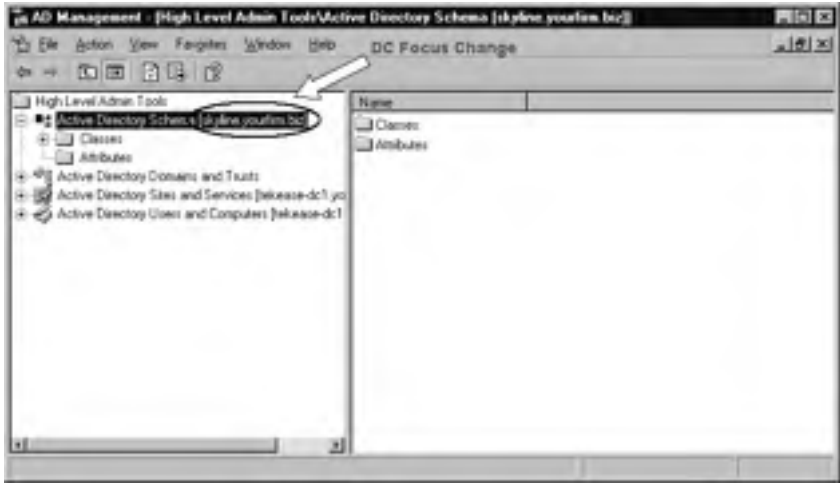 AD Management - [High Level Admin Tools\Active Directory Schema [skyline.yourfirm.biz]]
File Action View Favorites Window Help
DC Focus Change
High Level Admin Tools
Active Directory Schema [skyline.yourfirm.biz]
Classes
Attributes
Active Directory Domains and Trusts
Active Directory Sites and Services [tekease-dc1.yo
Active Directory Users and Computers [tekease-dc1
Name
Classes
Attributes